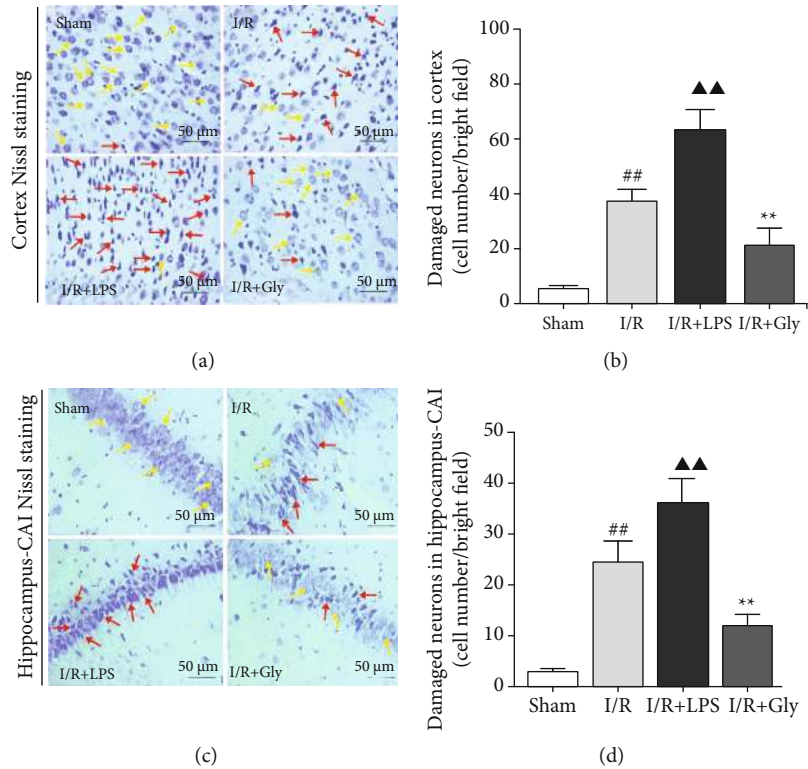 Cortex Nissl staining
Sham
50 μm
I/R
50 μm
I/R+LPS
50 μm
I/R+Gly
50 μm
(a)
Damaged neurons in cortex
(cell number/bright field)
100
80
60
40
20
0
##
▲▲
**
Sham
I/R
I/R+LPS
I/R+Gly
(b)
Hippocampus-CAI Nissl staining
Sham
50 μm
I/R
50 μm
I/R+LPS
50 μm
I/R+Gly
50 μm
(c)
Damaged neurons in hippocampus-CAI
(cell number/bright field)
50
40
30
20
10
0
##
▲▲
**
Sham
I/R
I/R+LPS
I/R+Gly
(d)